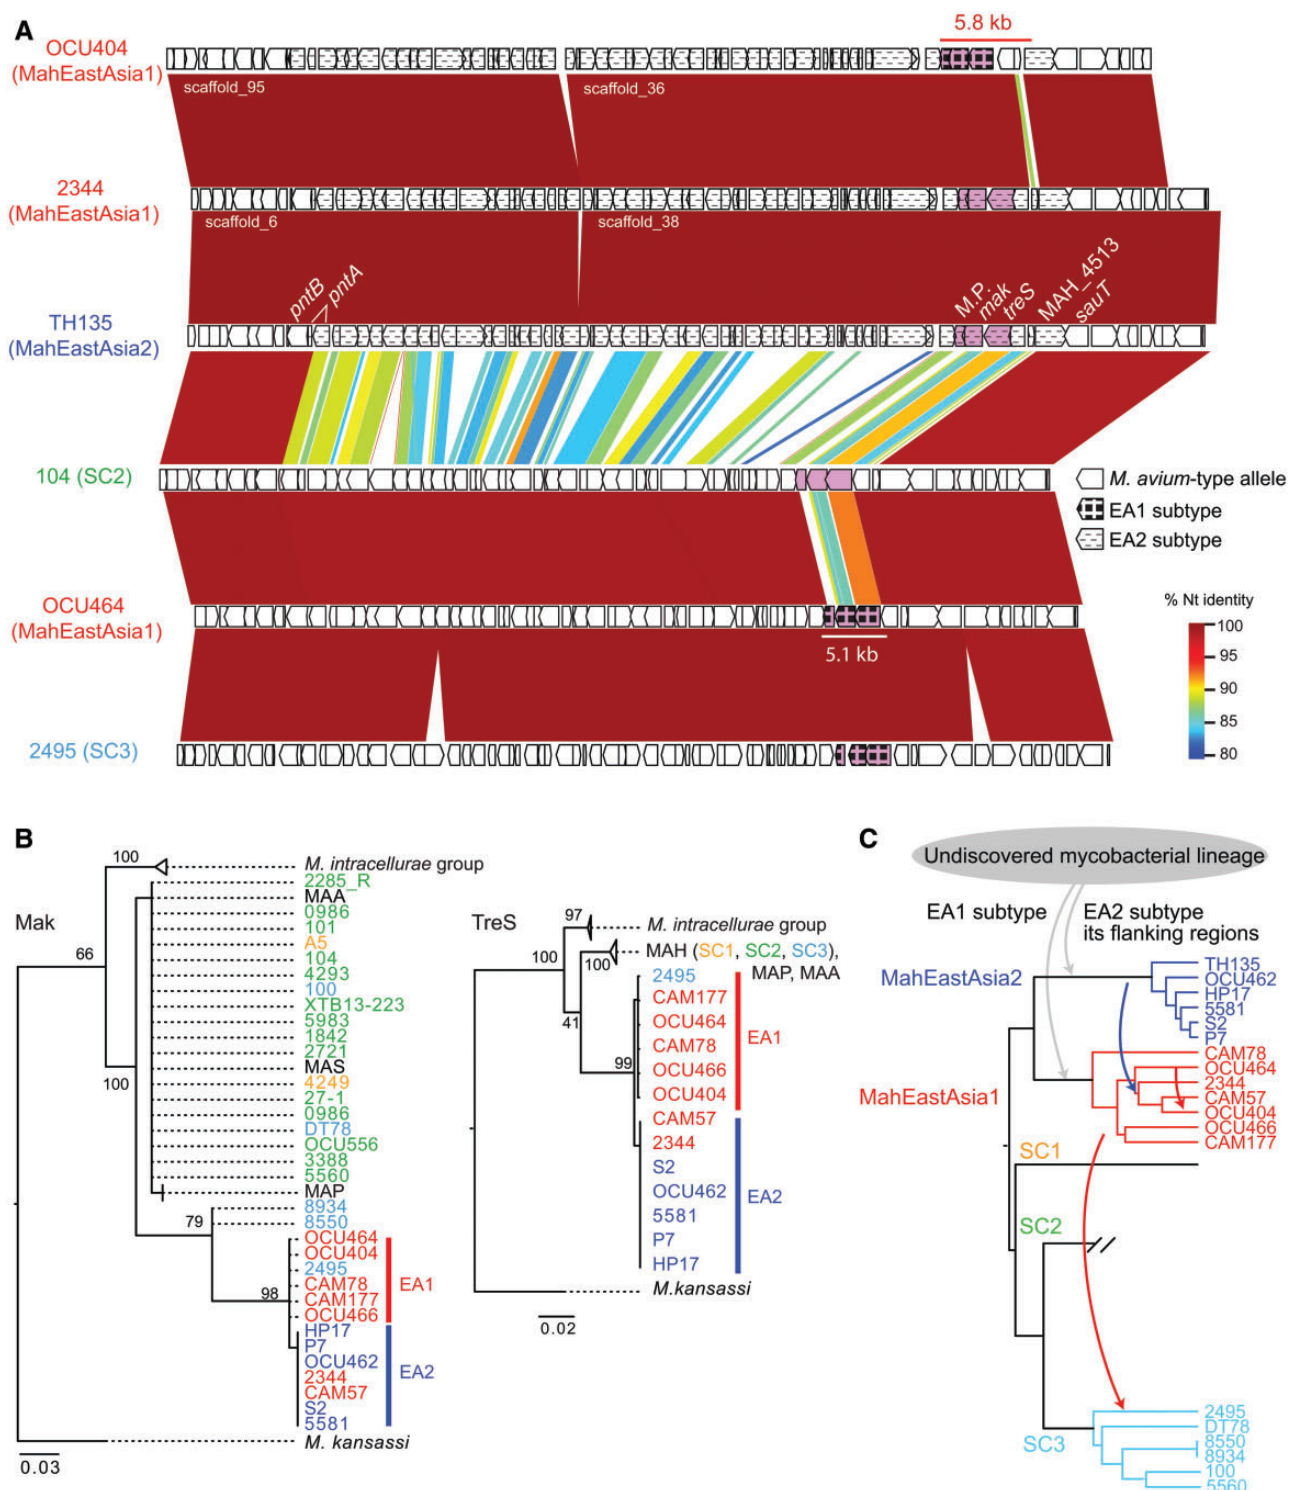 A
OCU404
(MahEastAsia1)
5.8 kb
scaffold_95
scaffold_36
2344
(MahEastAsia1)
scaffold_6
scaffold_38
pntB
pntA
M.P.
mak
treS
MAH_4513
sauT
TH135
(MahEastAsia2)
104 (SC2)
M. avium-type allele
EA1 subtype
EA2 subtype
OCU464
(MahEastAsia1)
5.1 kb
% Nt identity
100
95
90
85
80
2495 (SC3)
B
Mak
100
66
100
79
98
M. intracellurae group
2285_R
MAA
0986
101
A5
104
4293
100
XTB13-223
5983
1842
2721
MAS
4249
27-1
0986
DT78
OCU556
3388
5560
MAP
8934
8550
OCU464
OCU404
2495
CAM78
CAM177
OCU466
HP17
P7
OCU462
2344
CAM57
S2
5581
M. kansassi
EA1
EA2
0.03
TreS
97
100
100
41
99
M. intracellurae group
MAH (SC1, SC2, SC3),
MAP, MAA
2495
CAM177
OCU464
CAM78
OCU466
OCU404
CAM57
2344
S2
OCU462
5581
P7
HP17
M.kansassi
EA1
EA2
0.02
C
Undiscovered mycobacterial lineage
EA1 subtype
EA2 subtype
its flanking regions
MahEastAsia2
TH135
OCU462
HP17
5581
S2
P7
MahEastAsia1
CAM78
OCU464
2344
CAM57
OCU404
OCU466
CAM177
SC1
SC2
SC3
2495
DT78
8550
8934
100
5560